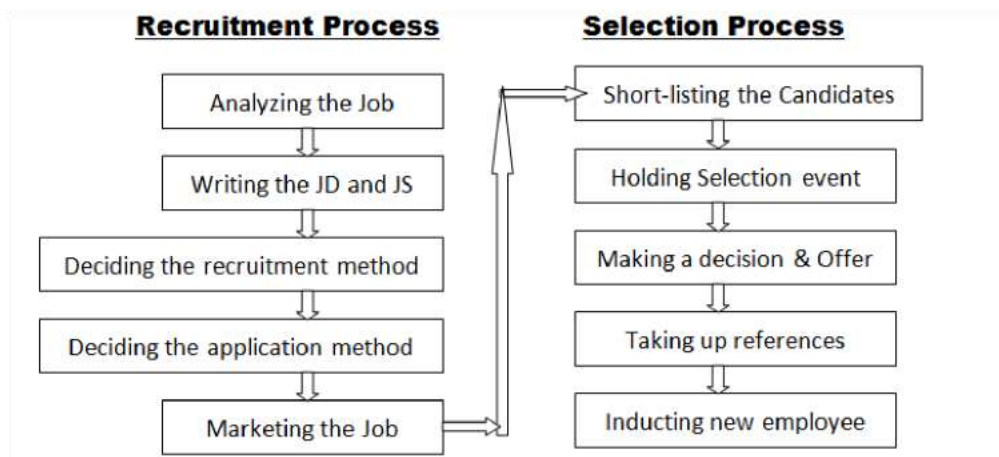 Recruitment Process
Analyzing the Job
Writing the JD and JS
Deciding the recruitment method
Deciding the application method
Marketing the Job
Selection Process
Short-listing the Candidates
Holding Selection event
Making a decision & Offer
Taking up references
Inducting new employee